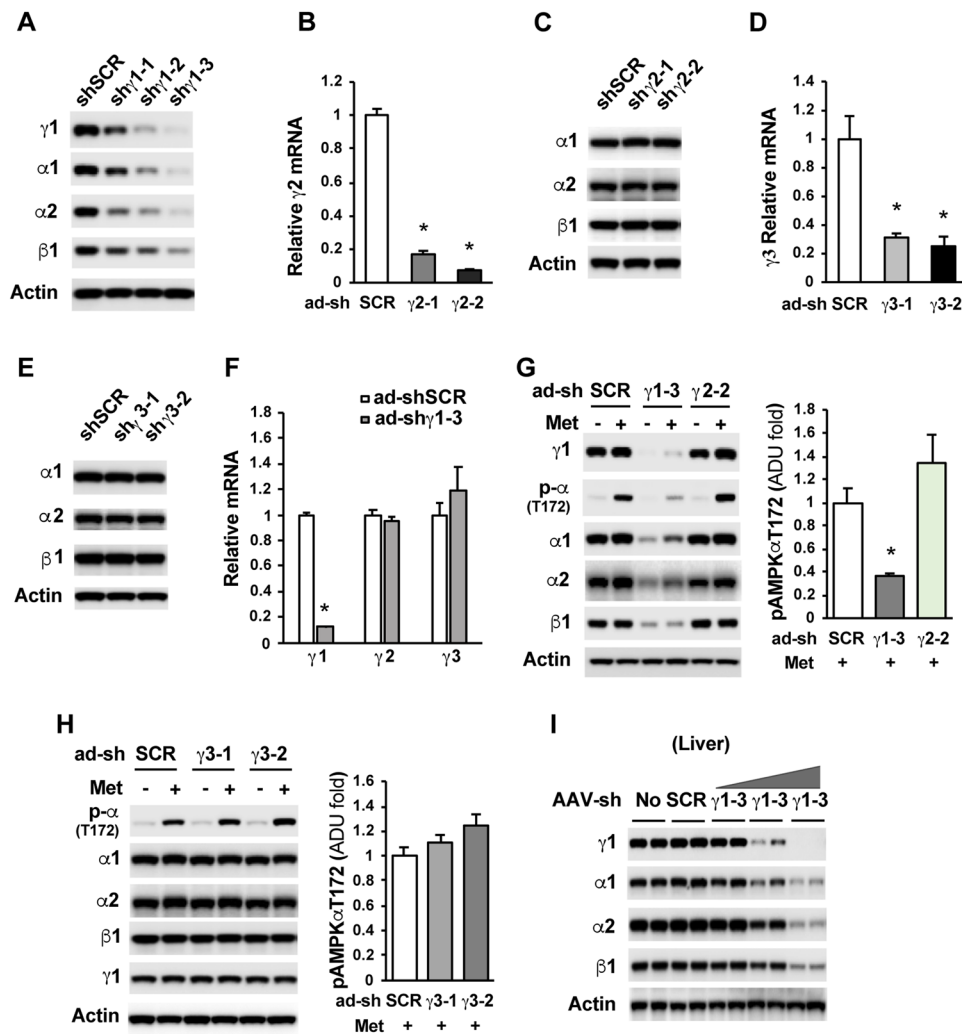 A
shSCR
shγ1-1
shγ1-2
shγ1-3
γ1
α1
α2
β1
Actin
B
Relative γ2 mRNA
1.2
1
0.8
0.6
0.4
0.2
0
*
*
ad-sh SCR γ2-1 γ2-2
C
shSCR
shγ2-1
shγ2-2
α1
α2
β1
Actin
D
γ3 Relative mRNA
1.4
1.2
1.0
0.8
0.6
0.4
0.2
0
*
*
ad-sh SCR γ3-1 γ3-2
E
shSCR
shγ3-1
shγ3-2
α1
α2
β1
Actin
F
ad-shSCR
ad-shγ1-3
Relative mRNA
1.6
1.4
1.2
1
0.8
0.6
0.4
0.2
0
*
γ1 γ2 γ3
G
ad-sh SCR γ1-3 γ2-2
Met - + - + - +
γ1
p-α
(T172)
α1
α2
β1
Actin
pAMPKαT172 (ADU fold)
1.8
1.6
1.4
1.2
1
0.8
0.6
0.4
0.2
0
*
ad-sh SCR γ1-3 γ2-2
Met + + +
H
ad-sh SCR γ3-1 γ3-2
Met - + - + - +
p-α
(T172)
α1
α2
β1
γ1
Actin
pAMPKαT172 (ADU fold)
1.6
1.4
1.2
1
0.8
0.6
0.4
0.2
0
ad-sh SCR γ3-1 γ3-2
Met + + +
I
(Liver)
AAV-sh No SCR γ1-3 γ1-3 γ1-3
γ1
α1
α2
β1
Actin